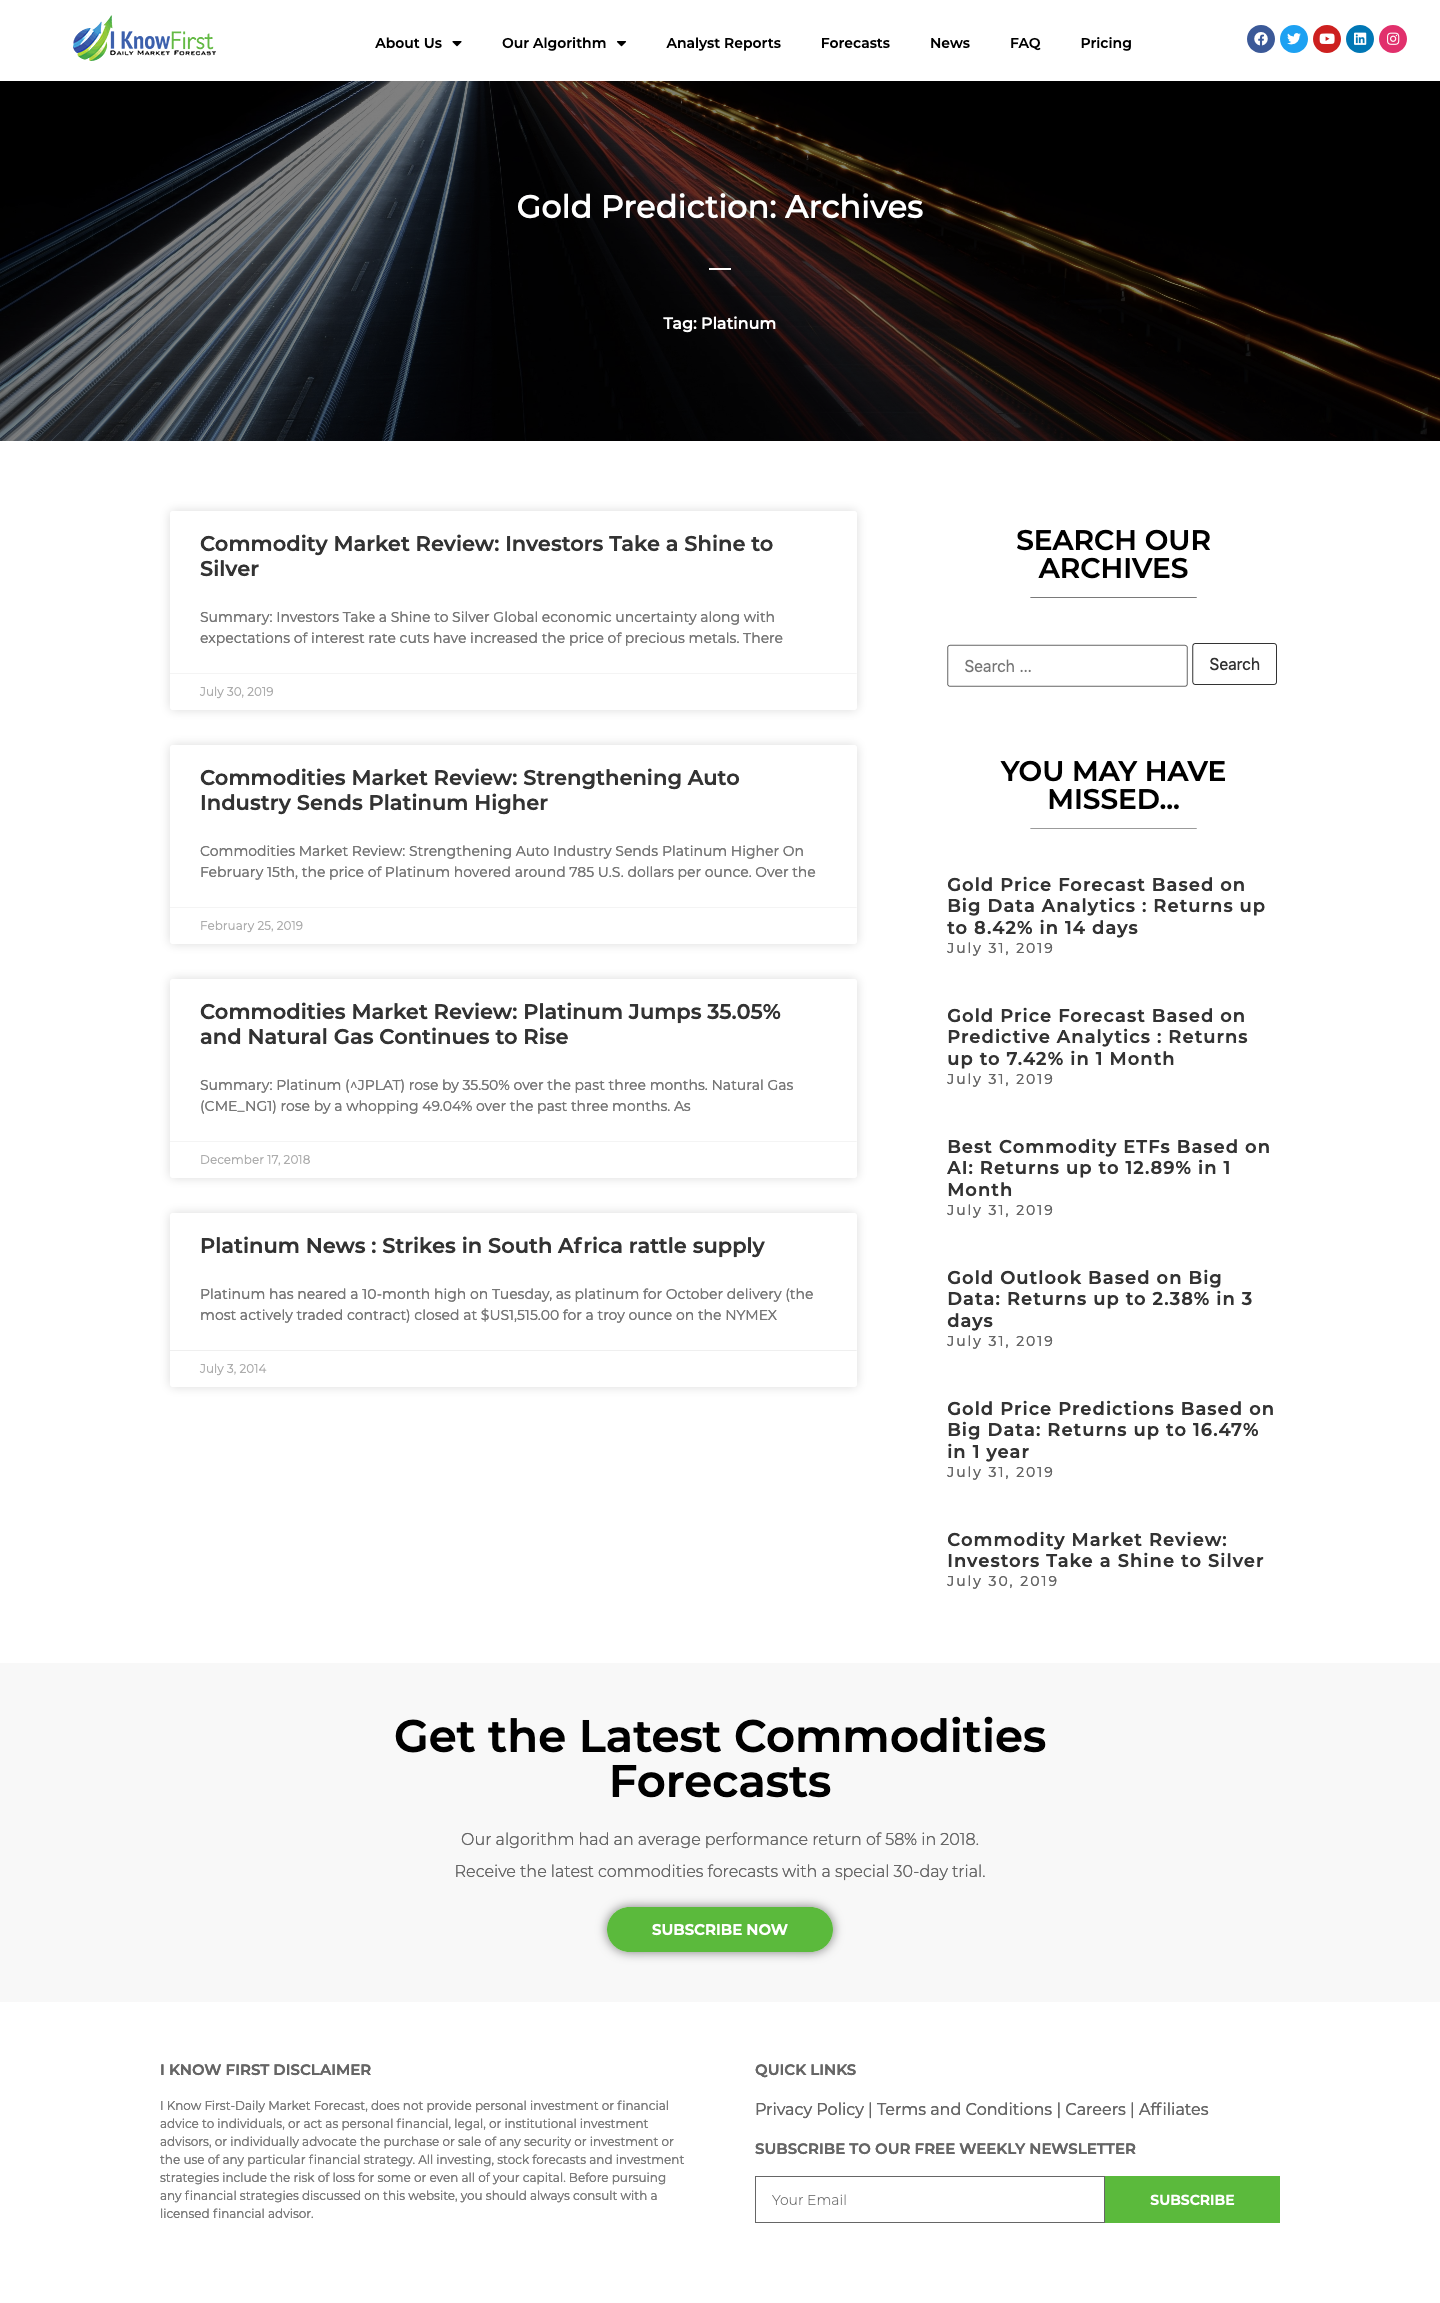 I KnowFirst
Daily Market Forecast
About Us
Our Algorithm
Analyst Reports
Forecasts
News
FAQ
Pricing
Gold Prediction: Archives
Tag: Platinum
Commodity Market Review: Investors Take a Shine to
Silver
Summary: Investors Take a Shine to Silver Global economic uncertainty along with
expectations of interest rate cuts have increased the price of precious metals. There
July 30, 2019
Commodities Market Review: Strengthening Auto
Industry Sends Platinum Higher
Commodities Market Review: Strengthening Auto Industry Sends Platinum Higher On
February 15th, the price of Platinum hovered around 785 U.S. dollars per ounce. Over the
February 25, 2019
Commodities Market Review: Platinum Jumps 35.05%
and Natural Gas Continues to Rise
Summary: Platinum (^JPLAT) rose by 35.50% over the past three months. Natural Gas
(CME_NG1) rose by a whopping 49.04% over the past three months. As
December 17, 2018
Platinum News : Strikes in South Africa rattle supply
Platinum has neared a 10-month high on Tuesday, as platinum for October delivery (the
most actively traded contract) closed at $US1,515.00 for a troy ounce on the NYMEX
July 3, 2014
SEARCH OUR
ARCHIVES
Search ...
Search
YOU MAY HAVE
MISSED...
Gold Price Forecast Based on
Big Data Analytics : Returns up
to 8.42% in 14 days
July 31, 2019
Gold Price Forecast Based on
Predictive Analytics : Returns
up to 7.42% in 1 Month
July 31, 2019
Best Commodity ETFs Based on
AI: Returns up to 12.89% in 1
Month
July 31, 2019
Gold Outlook Based on Big
Data: Returns up to 2.38% in 3
days
July 31, 2019
Gold Price Predictions Based on
Big Data: Returns up to 16.47%
in 1 year
July 31, 2019
Commodity Market Review:
Investors Take a Shine to Silver
July 30, 2019
Get the Latest Commodities
Forecasts
Our algorithm had an average performance return of 58% in 2018.
Receive the latest commodities forecasts with a special 30-day trial.
SUBSCRIBE NOW
I KNOW FIRST DISCLAIMER
I Know First-Daily Market Forecast, does not provide personal investment or financial
advice to individuals, or act as personal financial, legal, or institutional investment
advisors, or individually advocate the purchase or sale of any security or investment or
the use of any particular financial strategy. All investing, stock forecasts and investment
strategies include the risk of loss for some or even all of your capital. Before pursuing
any financial strategies discussed on this website, you should always consult with a
licensed financial advisor.
QUICK LINKS
Privacy Policy | Terms and Conditions | Careers | Affiliates
SUBSCRIBE TO OUR FREE WEEKLY NEWSLETTER
Your Email
SUBSCRIBE